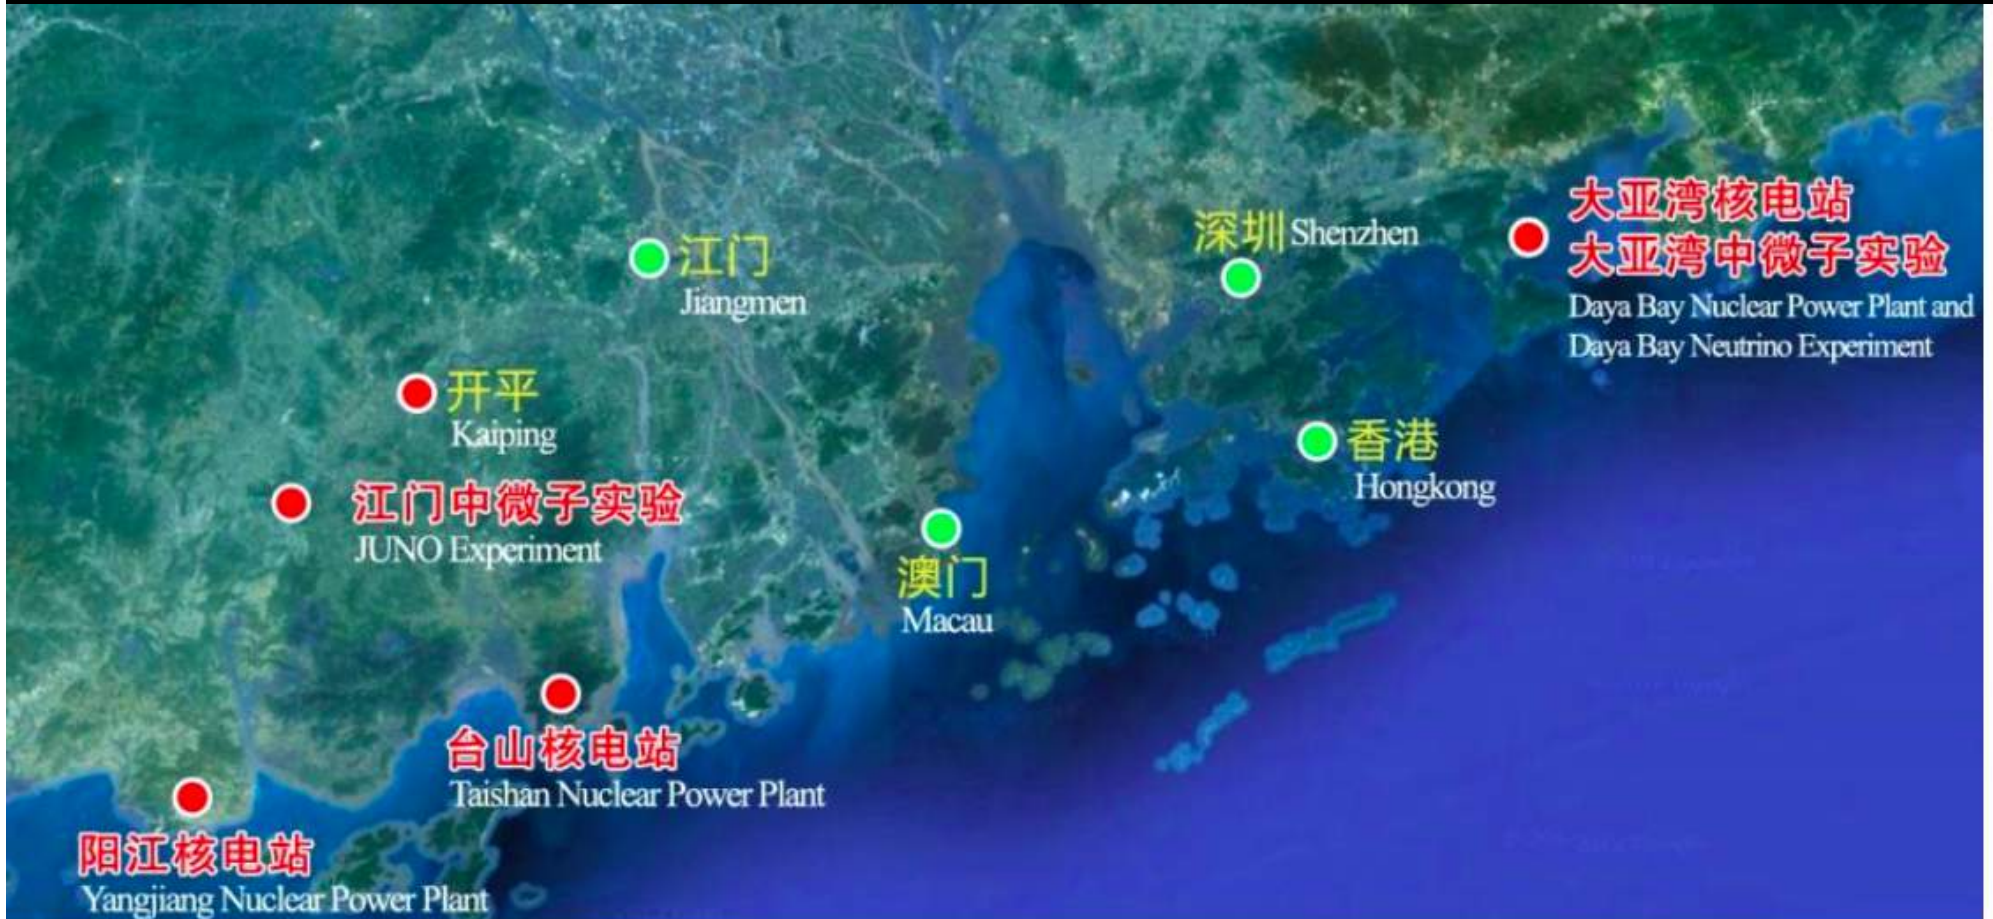 大亚湾核电站
大亚湾中微子实验
Daya Bay Nuclear Power Plant and
Daya Bay Neutrino Experiment
深圳 Shenzhen
江门
Jiangmen
开平
Kaiping
香港
Hongkong
江门中微子实验
JUNO Experiment
澳门
Macau
台山核电站
Taishan Nuclear Power Plant
阳江核电站
Yangjiang Nuclear Power Plant